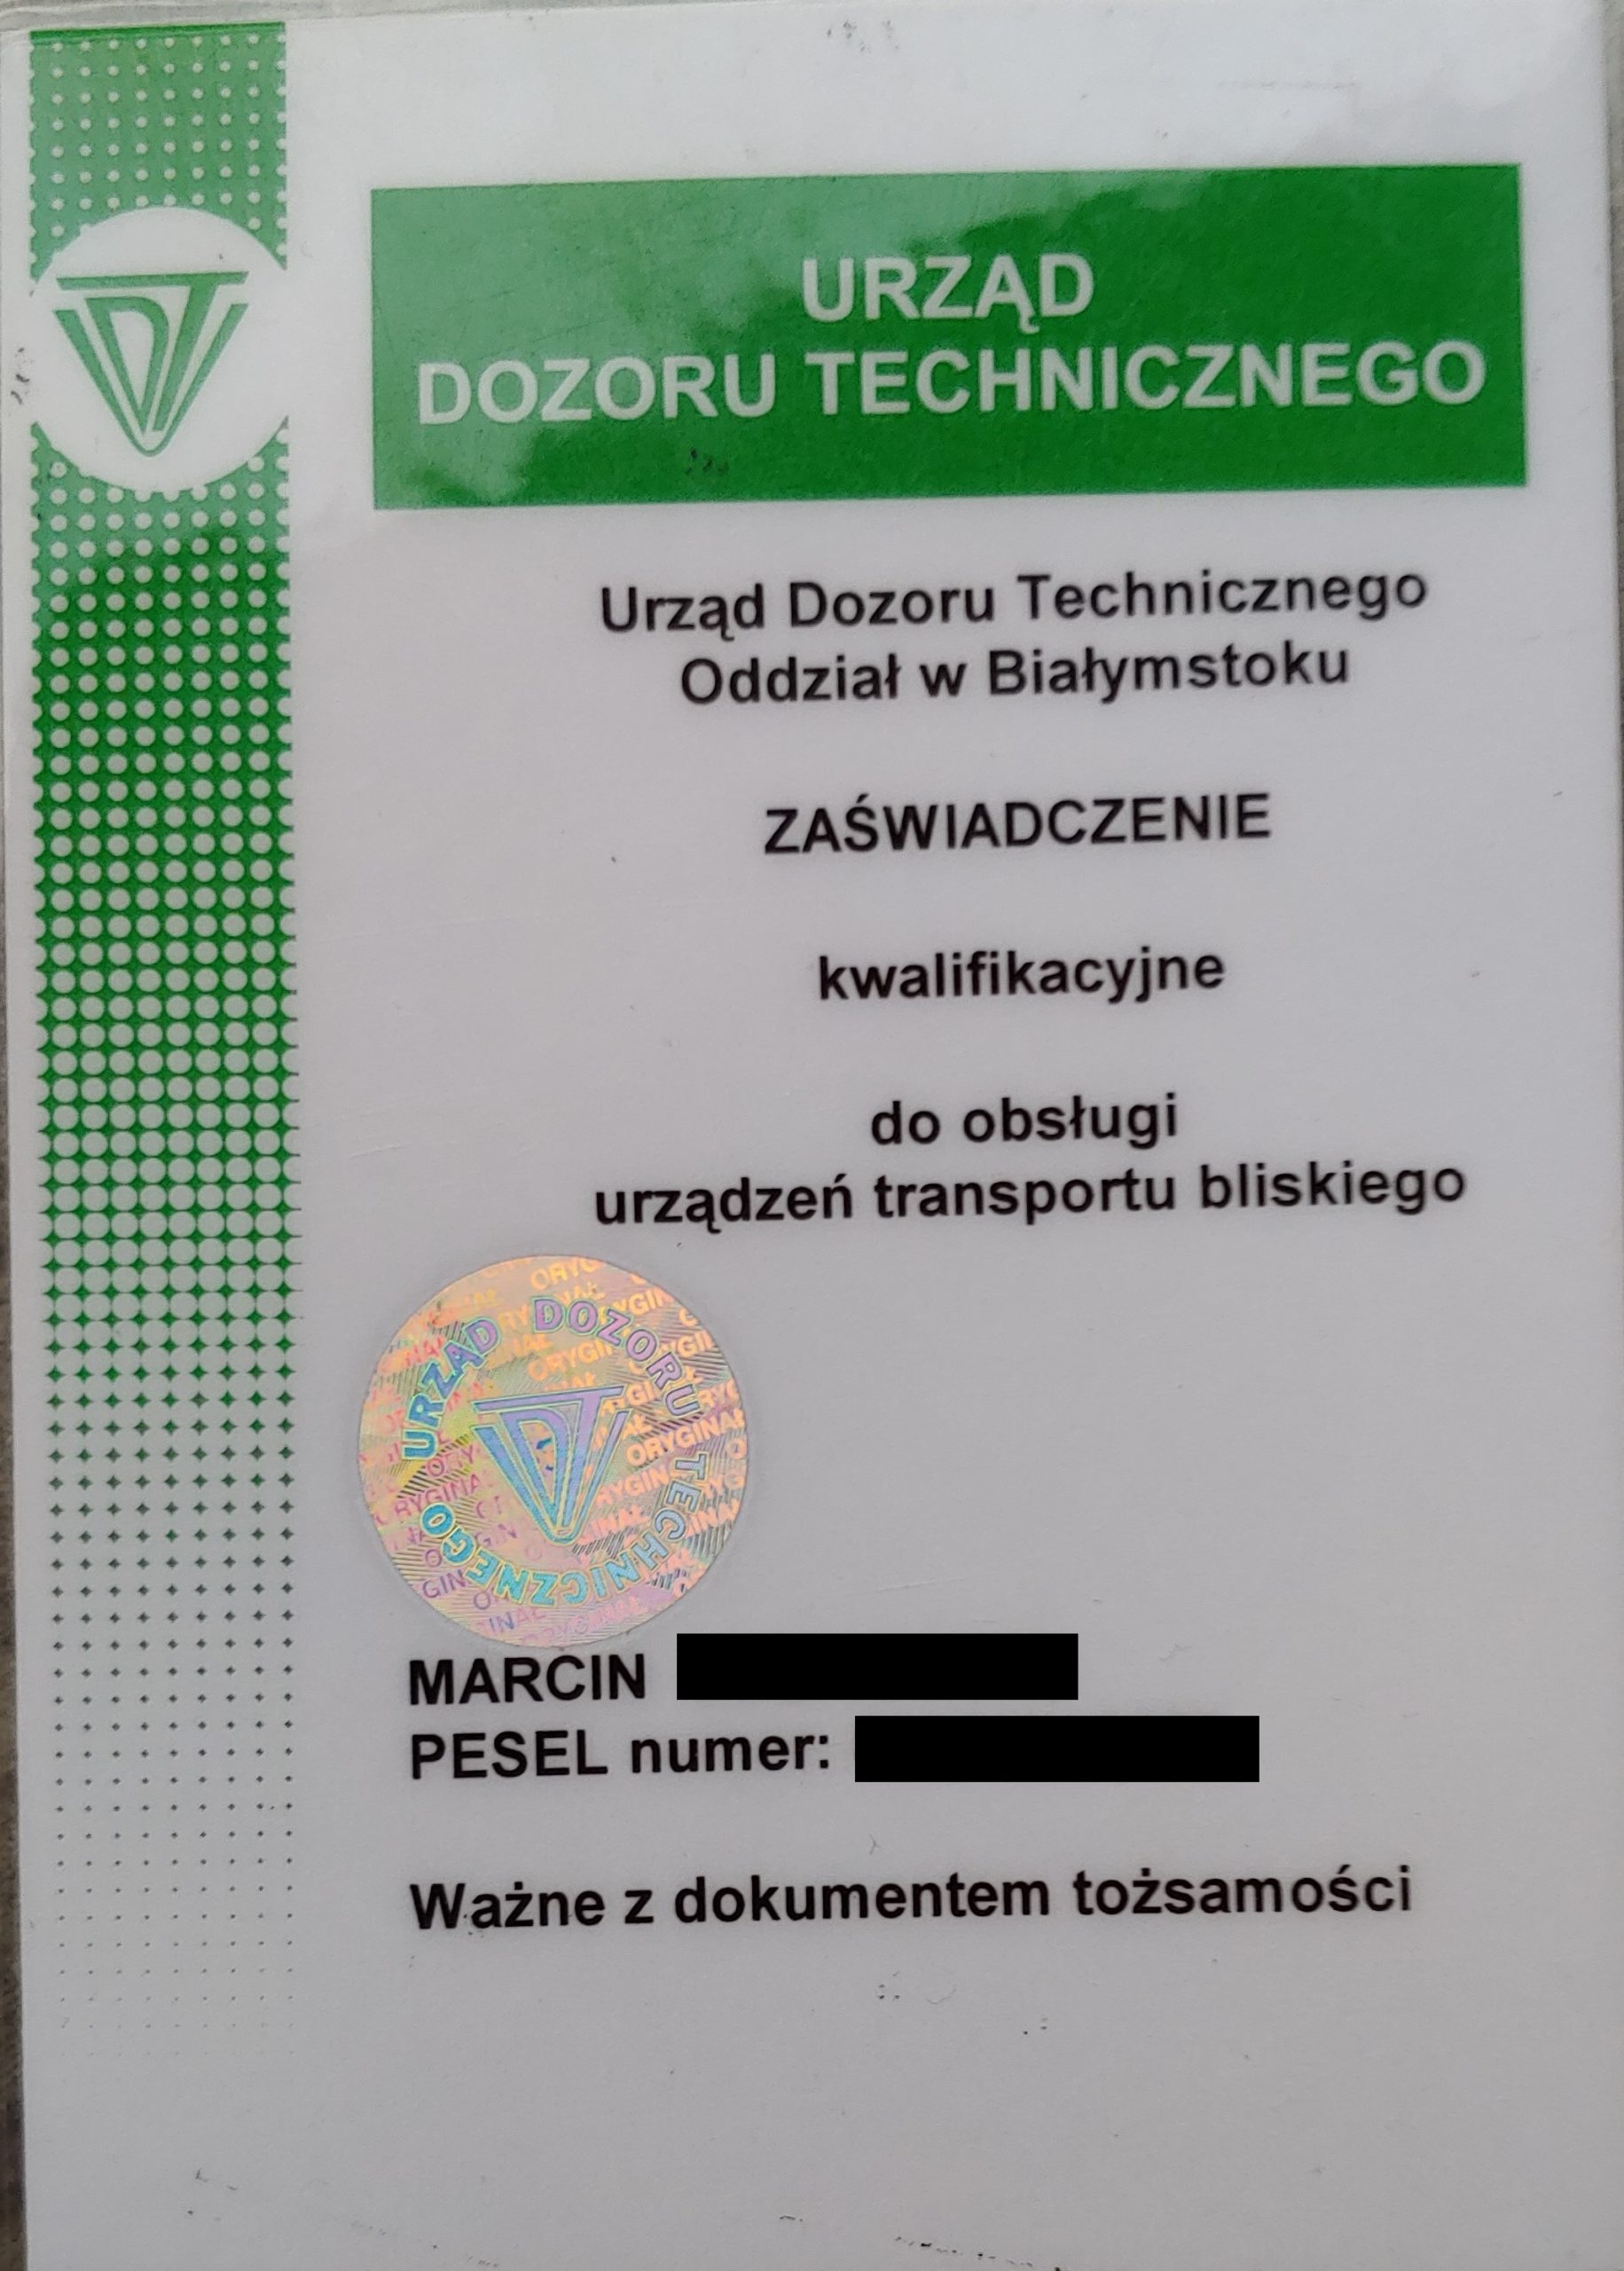 URZĄD
DOZORU TECHNICZNEGO
Urząd Dozoru Technicznego
Oddział w Białymstoku
ZAŚWIADCZENIE
kwalifikacyjne
do obsługi
urządzeń transportu bliskiego
URZĄD DOZORU TECHNICZNEGO
MARCIN
PESEL numer:
Ważne z dokumentem tożsamości